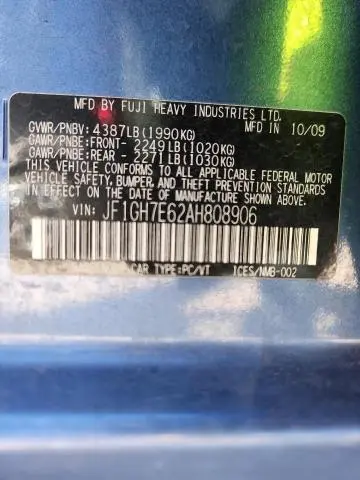 MFD BY FUJI HEAVY INDUSTRIES LTD. MFD IN 10/09
GVWR/PNBV: 4387LB(1990KG)
GAWR/PNBE:FRONT- 2249LB(1020KG)
GAWR/PNBE:REAR - 2271LB(1030KG)
THIS VEHICLE CONFORMS TO ALL APPLICABLE FEDERAL MOTOR
VEHICLE SAFETY, BUMPER, AND THEFT PREVENTION STANDARDS
IN EFFECT ON THE DATE OF MANUFACTURE SHOWN ABOVE.
VIN: JF1GH7E62AH808906
CAR TYPE:PC/VT ICES/NMB-002